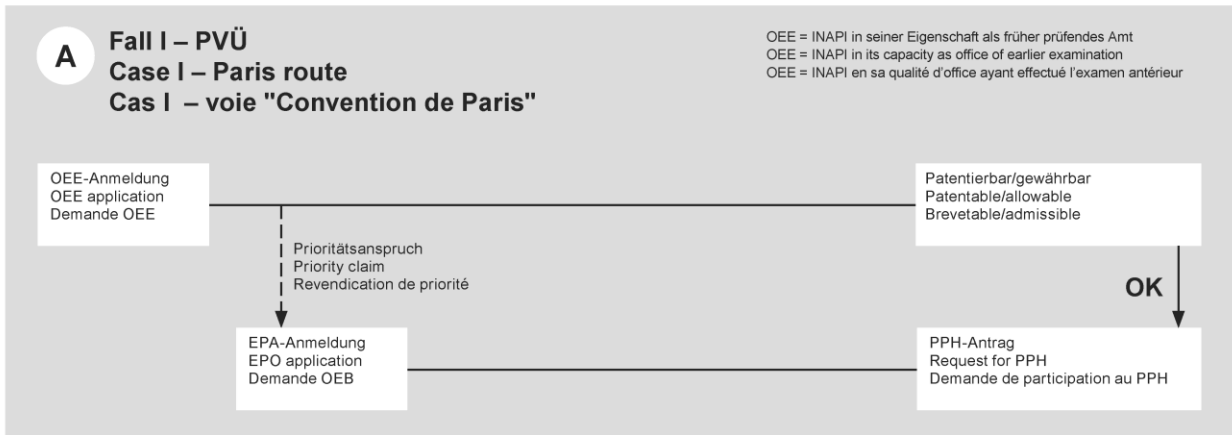 A
Fall I – PVÜ
Case I – Paris route
Cas I – voie "Convention de Paris"
OEE = INAPI in seiner Eigenschaft als früher prüfendes Amt
OEE = INAPI in its capacity as office of earlier examination
OEE = INAPI en sa qualité d'office ayant effectué l'examen antérieur
OEE-Anmeldung
OEE application
Demande OEE
Patentierbar/gewährbar
Patentable/allowable
Brevetable/admissible
Prioritätsanspruch
Priority claim
Revendication de priorité
OK
EPA-Anmeldung
EPO application
Demande OEB
PPH-Antrag
Request for PPH
Demande de participation au PPH